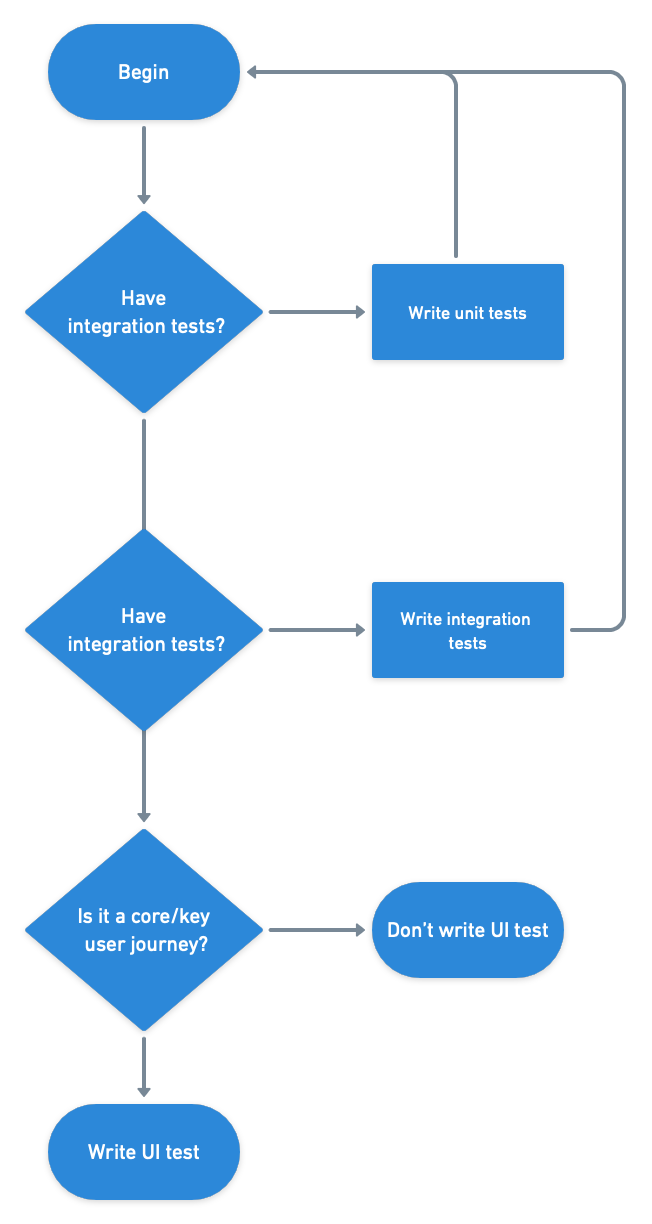 Begin
Have
integration tests?
Write unit tests
Have
integration tests?
Write integration
tests
Is it a core/key
user journey?
Don't write UI test
Write UI test